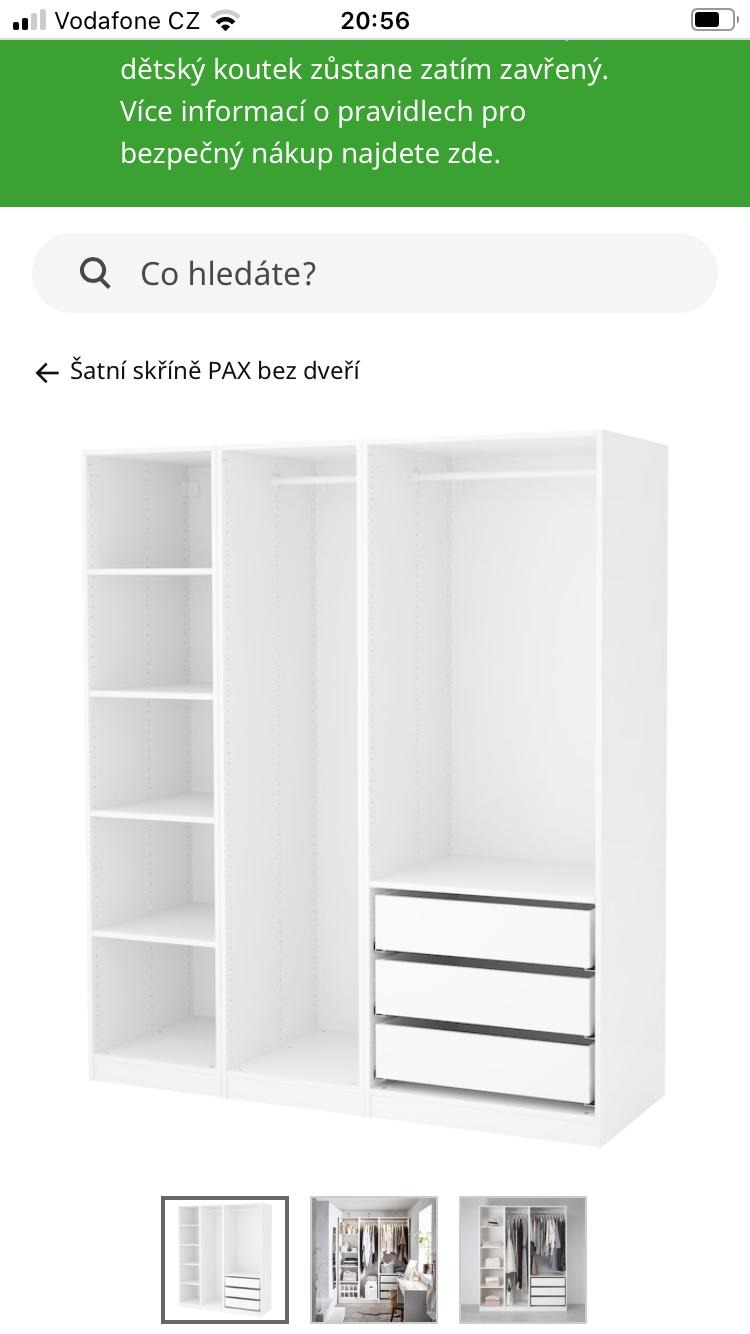 Vodafone CZ 20:56
dětský koutek zůstane zatím zavřený.
Více informací o pravidlech pro
bezpečný nákup najdete zde.
Co hledáte?
Šatní skříně PAX bez dveří